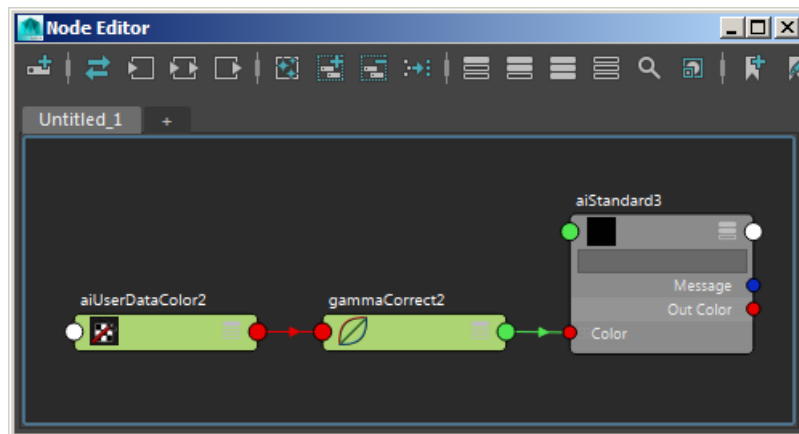 Node Editor
Untitled_1 +
aiStandard3
Message
Out Color
Color
aiUserDataColor2
gammaCorrect2